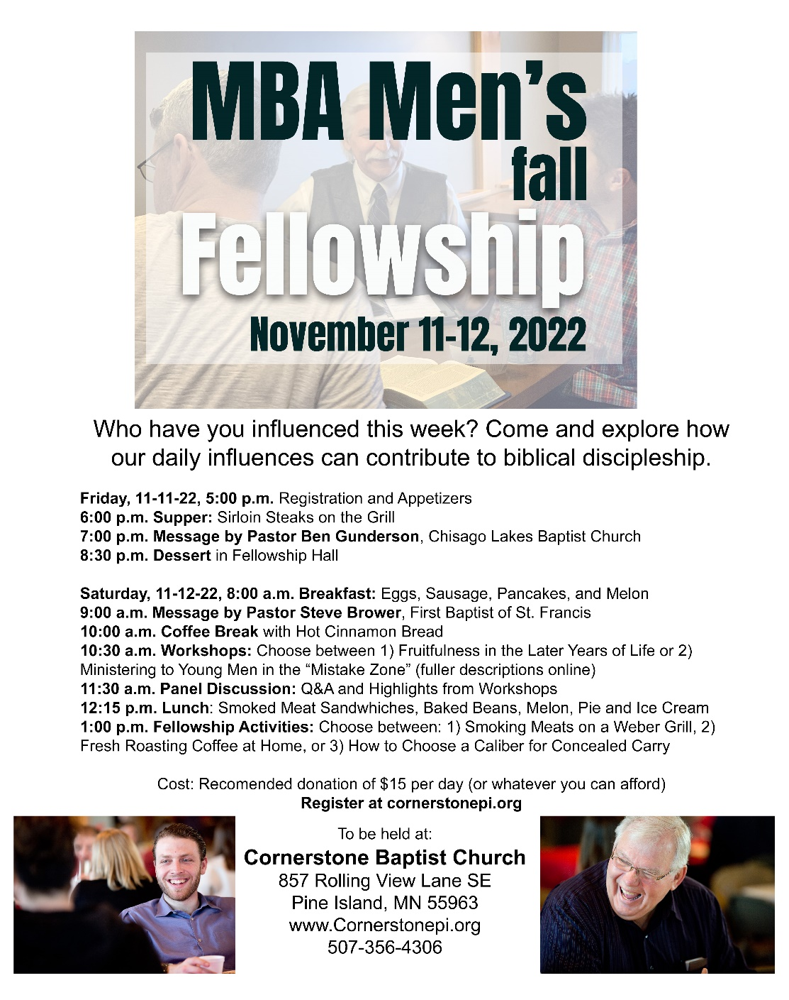 MBA Men's
fall
Fellowship
November 11-12, 2022
Who have you influenced this week? Come and explore how
our daily influences can contribute to biblical discipleship.
Friday, 11-11-22, 5:00 p.m. Registration and Appetizers
6:00 p.m. Supper: Sirloin Steaks on the Grill
7:00 p.m. Message by Pastor Ben Gunderson, Chisago Lakes Baptist Church
8:30 p.m. Dessert in Fellowship Hall
Saturday, 11-12-22, 8:00 a.m. Breakfast: Eggs, Sausage, Pancakes, and Melon
9:00 a.m. Message by Pastor Steve Brower, First Baptist of St. Francis
10:00 a.m. Coffee Break with Hot Cinnamon Bread
10:30 a.m. Workshops: Choose between 1) Fruitfulness in the Later Years of Life or 2)
Ministering to Young Men in the “Mistake Zone” (fuller descriptions online)
11:30 a.m. Panel Discussion: Q&A and Highlights from Workshops
12:15 p.m. Lunch: Smoked Meat Sandwhiches, Baked Beans, Melon, Pie and Ice Cream
1:00 p.m. Fellowship Activities: Choose between: 1) Smoking Meats on a Weber Grill, 2)
Fresh Roasting Coffee at Home, or 3) How to Choose a Caliber for Concealed Carry
Cost: Recomended donation of $15 per day (or whatever you can afford)
Register at cornerstonepi.org
To be held at:
Cornerstone Baptist Church
857 Rolling View Lane SE
Pine Island, MN 55963
www.Cornerstonepi.org
507-356-4306